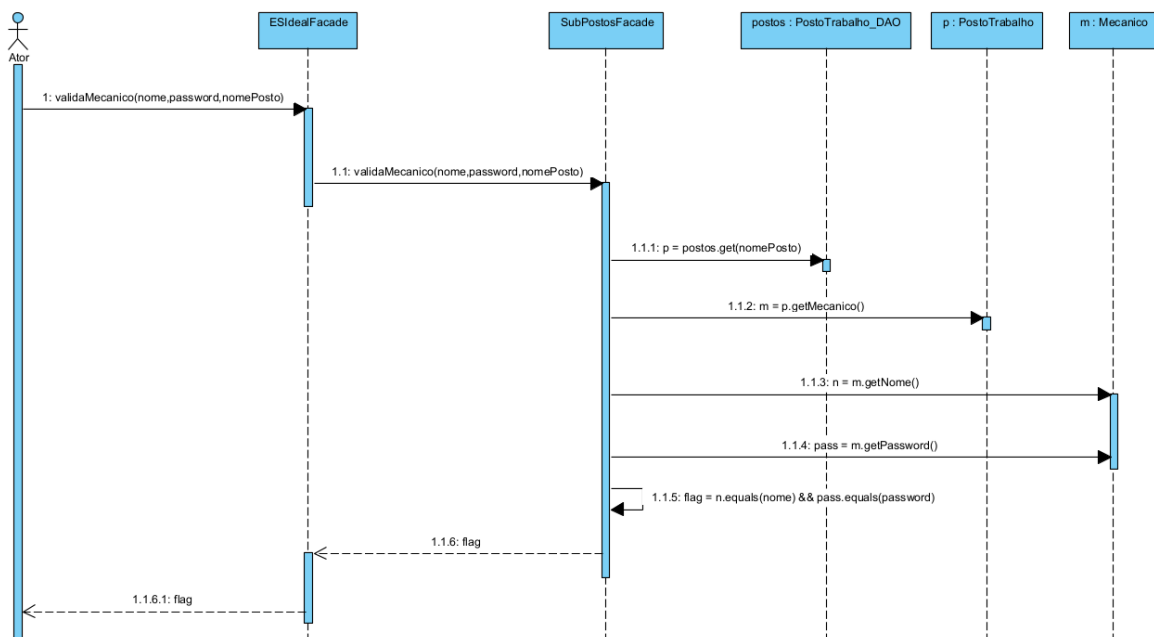 ESIdealFacade
SubPostosFacade
postos : PostoTrabalho_DAO
p : PostoTrabalho
m : Mecanico
Ator
1: validaMecanico(nome,password,nomePosto)
1.1: validaMecanico(nome,password,nomePosto)
1.1.1: p = postos.get(nomePosto)
1.1.2: m = p.getMecanico()
1.1.3: n = m.getNome()
1.1.4: pass = m.getPassword()
1.1.5: flag = n.equals(nome) && pass.equals(password)
1.1.6: flag
1.1.6.1: flag